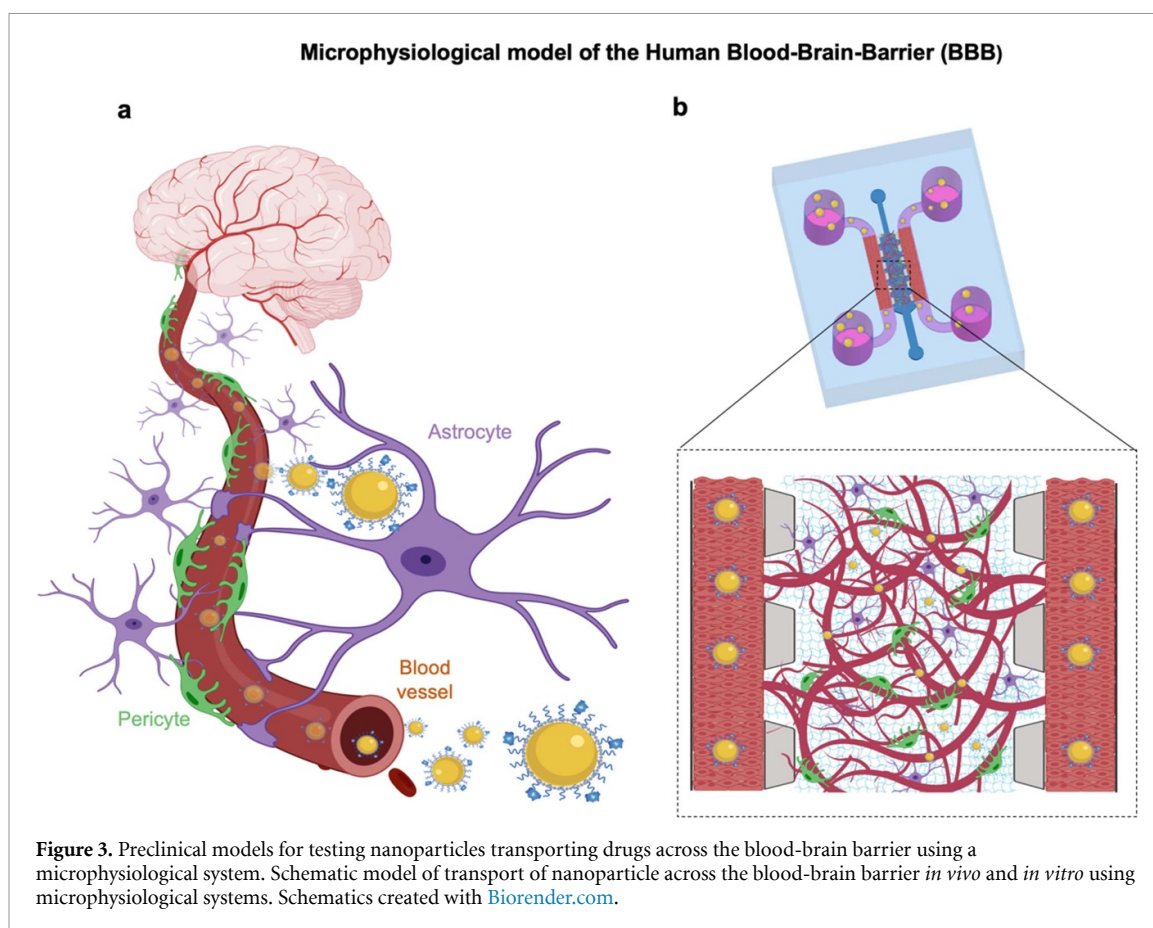 Microphysiological model of the Human Blood-Brain-Barrier (BBB)
a
b
Astrocyte
Blood
vessel
Pericyte
Figure 3. Preclinical models for testing nanoparticles transporting drugs across the blood-brain barrier using a
microphysiological system. Schematic model of transport of nanoparticle across the blood-brain barrier in vivo and in vitro using
microphysiological systems. Schematics created with Biorender.com.